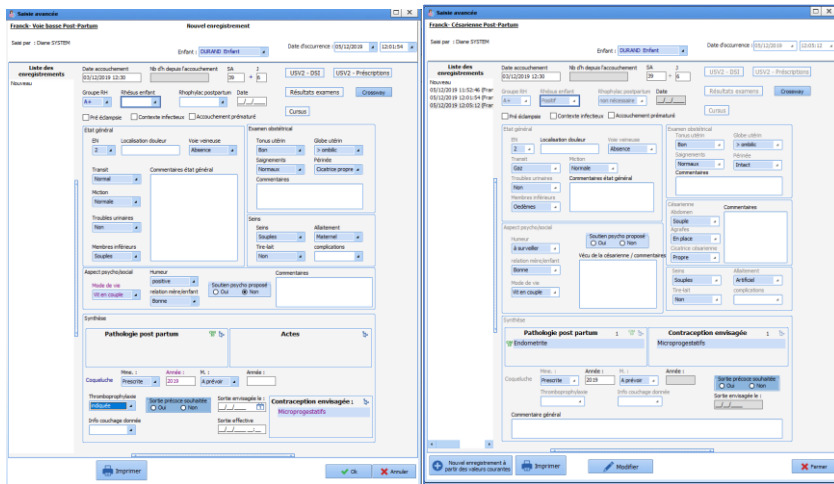 Saisie avancée
Franck- Voie basse Post-Partum
Nouvel enregistrement
Saisi par : Diane SYSTEM
Enfant : DURAND Enfant
Date d'occurrence : 05/12/2019
12:01:54
Liste des enregistrements
Nouveau
Date accouchement
Nb d'h depuis l'accouchement
SA
J
03/12/2019 12:30
39
+
6
USV2 - DSI
USV2 - Préscriptions
Groupe RH
Rhésus enfant
Rhophylac postpartum
Date
A+
_/_/__
Résultats examens
Crossway
Cursus
Pré éclampsie
Contexte infectieux
Accouchement prématuré
Etat général
EN
Localisation douleur
Voie veineuse
2
Absence
Transit
Commentaires état général
Normal
Miction
Normale
Troubles urinaires
Non
Membres inférieurs
Souples
Examen obstétrical
Tonus utérin
Globe utérin
Bon
> ombilic
Saignements
Périnée
Normaux
Cicatrice propre
Commentaires
Seins
Seins
Allaitement
Souples
Maternel
Tire-lait
complications
Non
Aspect psycho/social
Mode de vie
Vit en couple
Humeur
positive
relation mère/enfant
Bonne
Soutien psycho proposé
Oui
Non
Commentaires
Synthèse
Pathologie post partum
Actes
Coqueluche
Mme. :
Année :
M. :
Année :
Prescrite
2019
A prévoir
Thromboprophylaxie
indiquée
Sortie précoce souhaitée
Oui
Non
Sortie envisagée le :
_/_/__
Contraception envisagée :
1
Microprogestatifs
Info couchage donnée
Sortie effective
Imprimer
Ok
Annuler
Saisie avancée
Franck- Césarienne Post-Partum
Saisi par : Diane SYSTEM
Enfant : DURAND Enfant
Date d'occurrence : 05/12/2019
12:05:12
Liste des enregistrements
Nouveau
05/12/2019 11:52:46 (Fran
05/12/2019 12:01:54 (Fran
05/12/2019 12:05:12 (Fran
Date accouchement
Nb d'h depuis l'accouchement
SA
J
03/12/2019 12:30
39
+
6
USV2 - DSI
USV2 - Préscriptions
Groupe RH
Rhésus enfant
Rhophylac postpartum
Date
A+
Positif
non nécessaire
_/_/__
Résultats examens
Crossway
Cursus
Pré éclampsie
Contexte infectieux
Accouchement prématuré
Etat général
EN
Localisation douleur
Voie veineuse
2
Absence
Transit
Miction
Gaz
Normale
Troubles urinaires
Commentaires état général
Non
Membres inférieurs
Oedèmes
Examen obstétrical
Tonus utérin
Globe utérin
Bon
> ombilic
Saignements
Périnée
Normaux
Intact
Commentaires
Césarienne
Abdomen
Commentaires
Souple
Agrafes
En place
Cicatrice césarienne
Propre
Aspect psycho/social
Humeur
à surveiller
Soutien psycho proposé
Oui
Non
relation mère/enfant
Bonne
Vécu de la césarienne / commentaires
Mode de vie
Vit en couple
Seins
Allaitement
Souples
Artificiel
Tire-lait
complications
Non
Synthèse
Pathologie post partum
1
Endometrite
Contraception envisagée
1
Microprogestatifs
Coqueluche
Mme. :
Année :
M. :
Année :
Prescrite
2019
A prévoir
Sortie précoce souhaitée
Oui
Non
Thromboprophylaxie
Info couchage donnée
Sortie envisagée le :
_/_/__
Commentaire général
Nouvel enregistrement à
partir des valeurs courantes
Imprimer
Modifier
Fermer